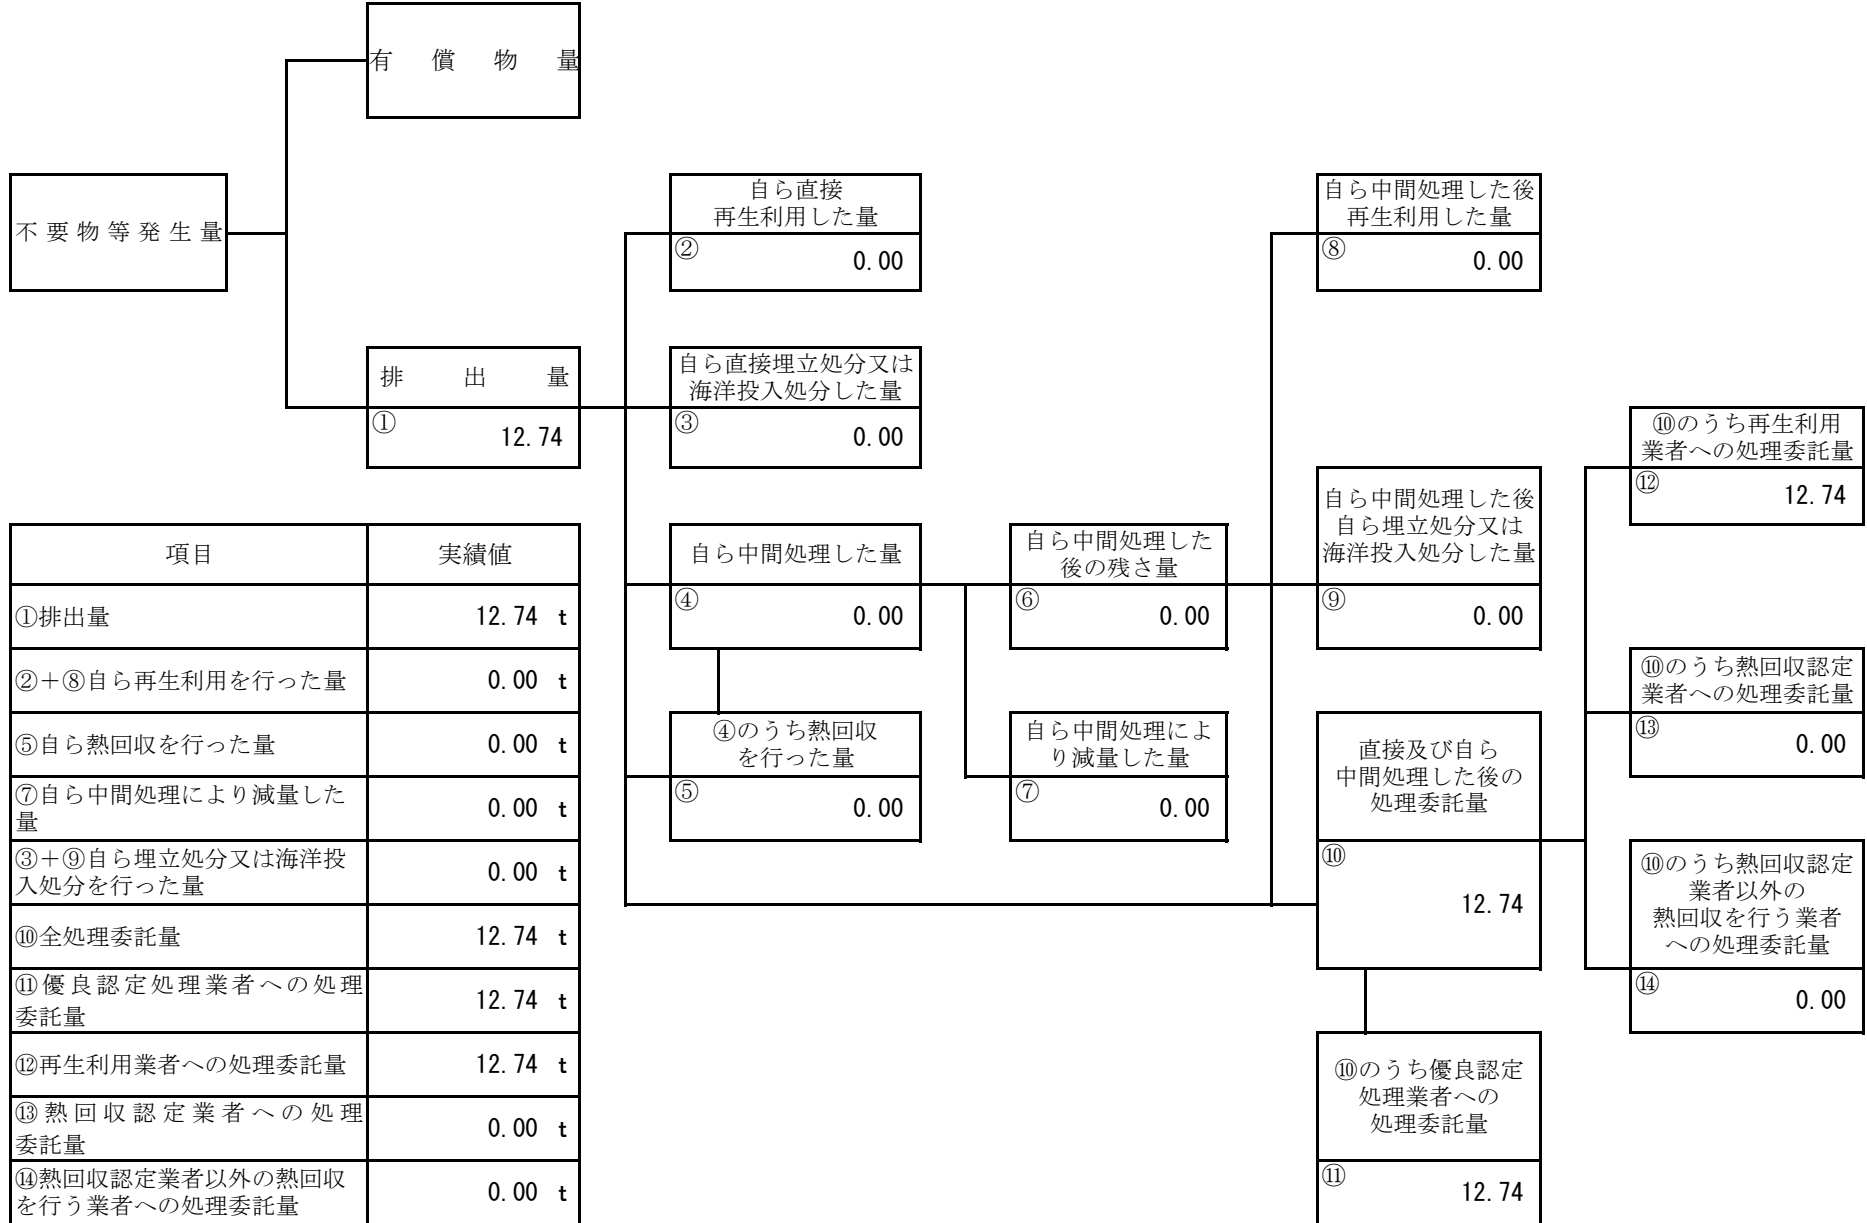 有償物量
不要物等発生量
自ら直接
再生利用した量
② 0.00
自ら中間処理した後
再生利用した量
⑧ 0.00
排出量
① 12.74
自ら直接埋立処分又は
海洋投入処分した量
③ 0.00
⑩のうち再生利用
業者への処理委託量
⑫ 12.74
自ら中間処理した量
④ 0.00
自ら中間処理した
後の残さ量
⑥ 0.00
自ら中間処理した後
自ら埋立処分又は
海洋投入処分した量
⑨ 0.00
⑩のうち熱回収認定
業者への処理委託量
⑬ 0.00
④のうち熱回収
を行った量
⑤ 0.00
自ら中間処理によ
り減量した量
⑦ 0.00
直接及び自ら
中間処理した後の
処理委託量
⑩
12.74
⑩のうち熱回収認定
業者以外の
熱回収を行う業者
への処理委託量
⑭ 0.00
⑩のうち優良認定
処理業者への
処理委託量
⑪ 12.74
項目 実績値
①排出量 12.74 t
②＋⑧自ら再生利用を行った量 0.00 t
⑤自ら熱回収を行った量 0.00 t
⑦自ら中間処理により減量した
量 0.00 t
③＋⑨自ら埋立処分又は海洋投
入処分を行った量 0.00 t
⑩全処理委託量 12.74 t
⑪優良認定処理業者への処理
委託量 12.74 t
⑫再生利用業者への処理委託量 12.74 t
⑬熱回収認定業者への処理
委託量 0.00 t
⑭熱回収認定業者以外の熱回収
を行う業者への処理委託量 0.00 t